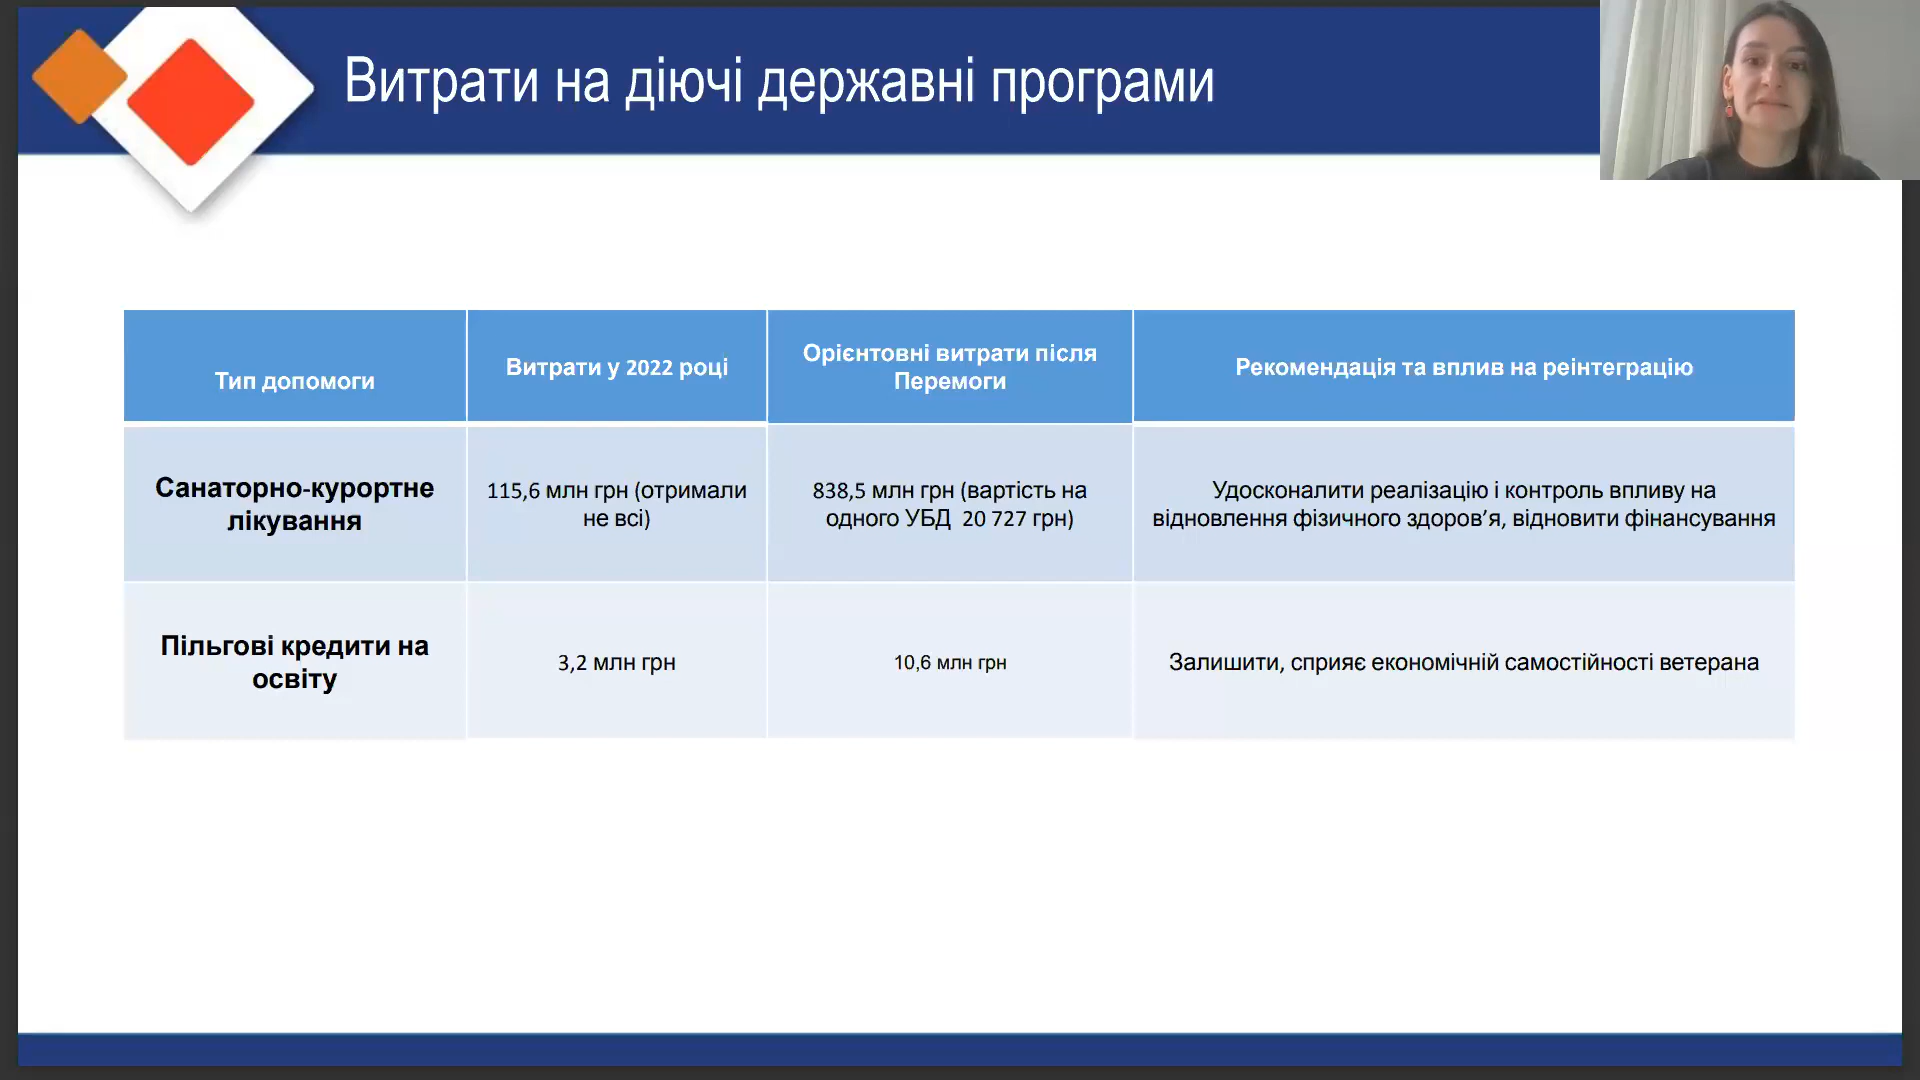 Витрати на діючі державні програми
Тип допомоги
Витрати у 2022 році
Орієнтовні витрати після
Перемоги
Рекомендація та вплив на реінтеграцію
Санаторно-курортне
лікування
115,6 млн грн (отримали
не всі)
838,5 млн грн (вартість на
одного УБД 20 727 грн)
Удосконалити реалізацію і контроль впливу на
відновлення фізичного здоров’я, відновити фінансування
Пільгові кредити на
освіту
3,2 млн грн
10,6 млн грн
Залишити, сприяє економічній самостійності ветерана